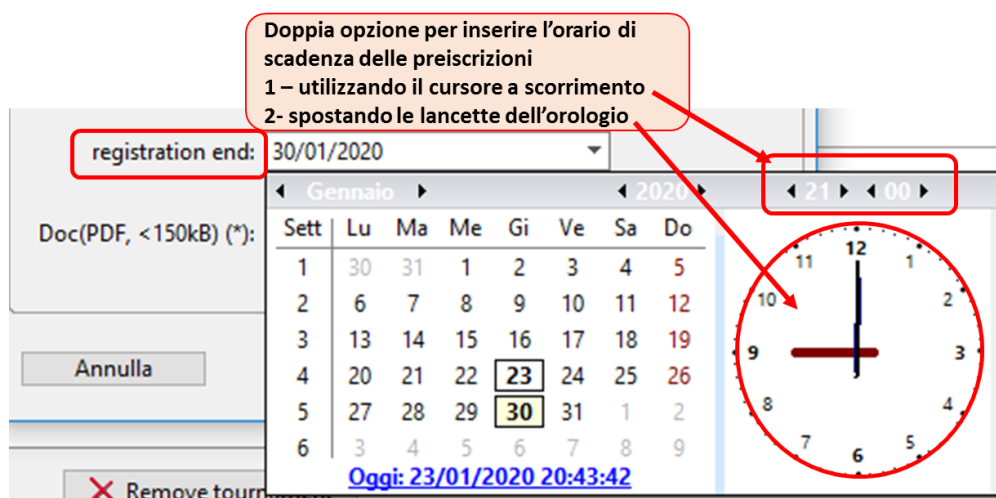 Doppia opzione per inserire l'orario di
scadenza delle preiscrizioni
1 – utilizzando il cursore a scorrimento
2- spostando le lancette dell'orologio
registration end: 30/01/2020
Gennaio 2020 21 00
Doc(PDF, <150kB) (*):
Sett Lu Ma Me Gi Ve Sa Do
1 30 31 1 2 3 4 5
2 6 7 8 9 10 11 12
3 13 14 15 16 17 18 19
4 20 21 22 23 24 25 26
5 27 28 29 30 31 1 2
6 3 4 5 6 7 8 9
Oggi: 23/01/2020 20:43:42
12
11 1
10 2
9 3
8 4
7 5
6
Annulla
Remove